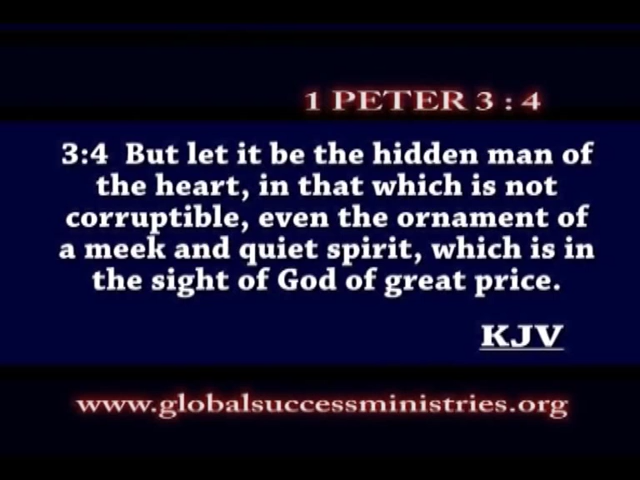 1 PETER 3 : 4
3:4 But let it be the hidden man of
the heart, in that which is not
corruptible, even the ornament of
a meek and quiet spirit, which is in
the sight of God of great price.
KJV
www.globalsuccessministries.org